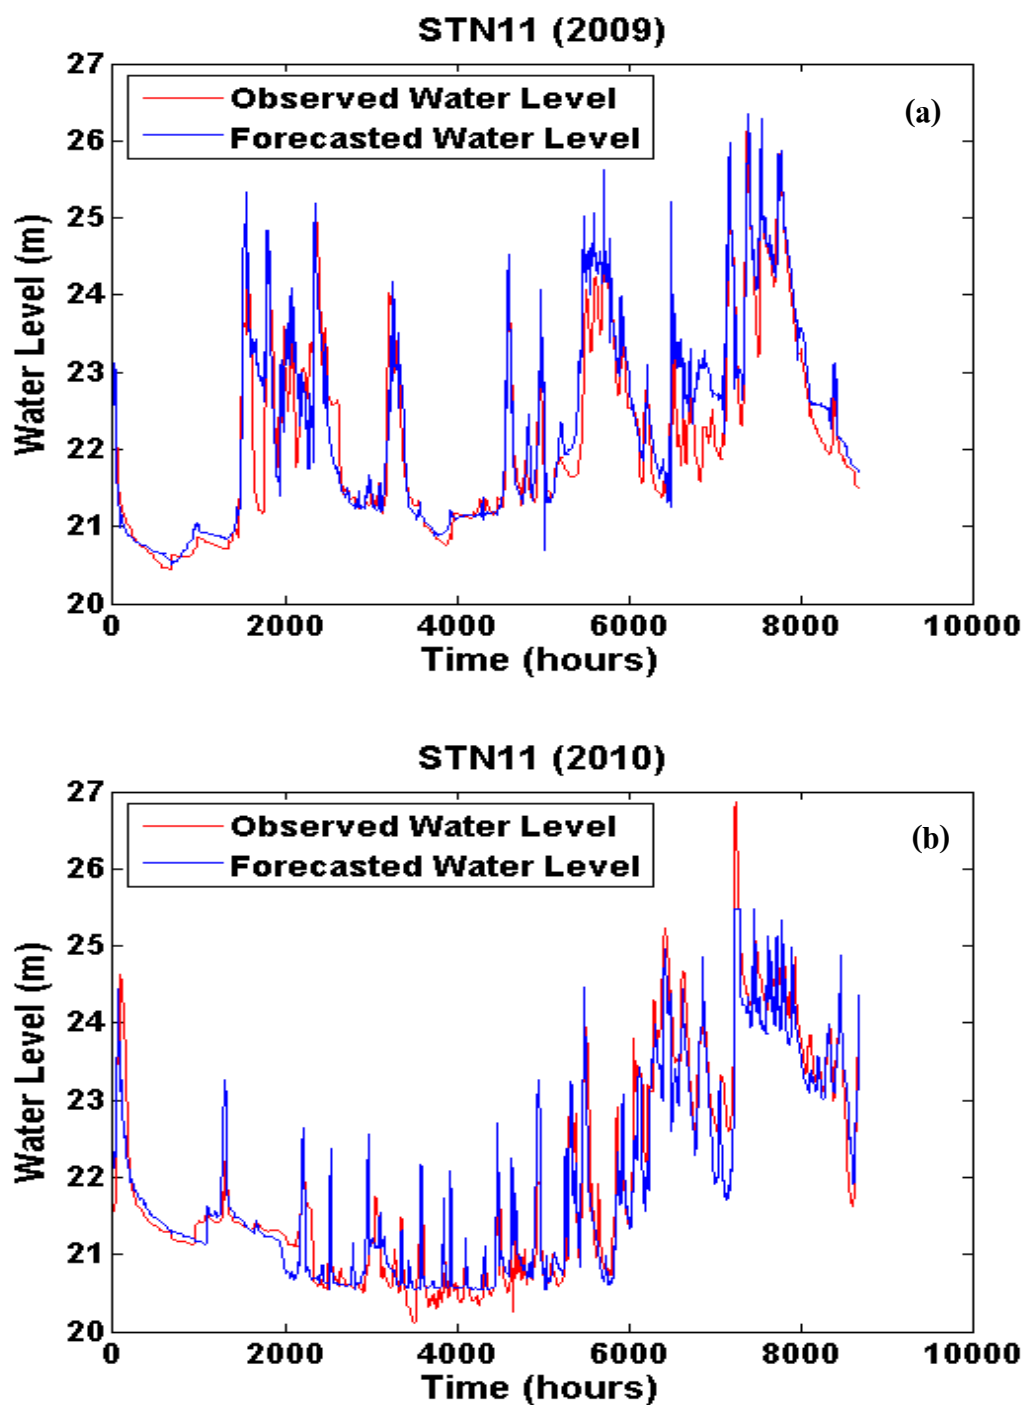 STN11 (2009)
27
26
25
24
23
22
21
20
Water Level (m)
Observed Water Level
Forecasted Water Level
(a)
0 2000 4000 6000 8000 10000
Time (hours)
STN11 (2010)
27
26
25
24
23
22
21
20
Water Level (m)
Observed Water Level
Forecasted Water Level
(b)
0 2000 4000 6000 8000 10000
Time (hours)